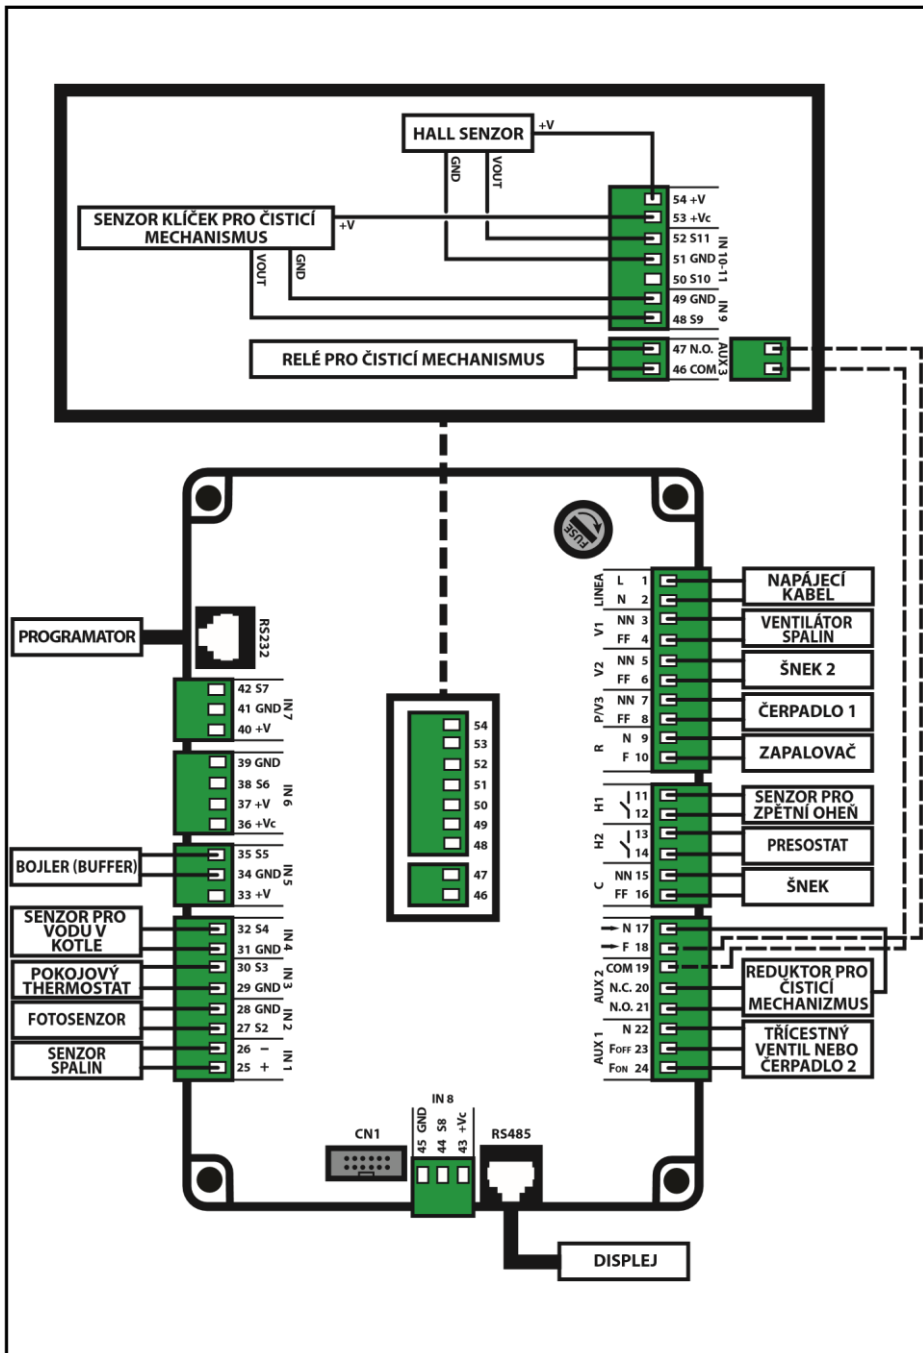 HALL SENZOR
+V
GND
VOUT
SENZOR KLÍČEK PRO ČISTICÍ
MECHANISMUS
+V
VOUT
GND
54 +V
53 +Vc
52 S11
51 GND
50 S10
49 GND
48 S9
IN 10-11
IN 9
RELÉ PRO ČISTICÍ MECHANISMUS
47 N.O.
46 COM
AUX 3
FUSE
PROGRAMATOR
RS232
42 S7
41 GND
40 +V
IN 7
39 GND
38 S6
37 +V
36 +Vc
IN 6
BOJLER (BUFFER)
35 S5
34 GND
33 +V
IN 5
SENZOR PRO
VODU V
KOTLE
32 S4
31 GND
IN 4
POKOJOVÝ
THERMOSTAT
30 S3
29 GND
IN 3
FOTOSENZOR
28 GND
27 S2
IN 2
SENZOR
SPALIN
26 –
25 +
IN 1
54
53
52
51
50
49
48
47
46
LINEA
L 1
N 2
NAPÁJECÍ
KABEL
V1
NN 3
FF 4
VENTILÁTOR
SPALIN
V2
NN 5
FF 6
ŠNEK 2
P/V3
NN 7
FF 8
ČERPADLO 1
R
N 9
F 10
ZAPALOVAČ
H1
11
12
SENZOR PRO
ZPĚTNÍ OHEŇ
H2
13
14
PRESOSTAT
C
NN 15
FF 16
ŠNEK
N 17
F 18
AUX 2
COM 19
N.C. 20
N.O. 21
REDUKTOR PRO
ČISTICÍ
MECHANIZMUS
AUX 1
N 22
FOFF 23
FON 24
TŘÍCESTNÝ
VENTIL NEBO
ČERPADLO 2
CN1
IN 8
45 GND
44 S8
43 +Vc
RS485
DISPLEJ